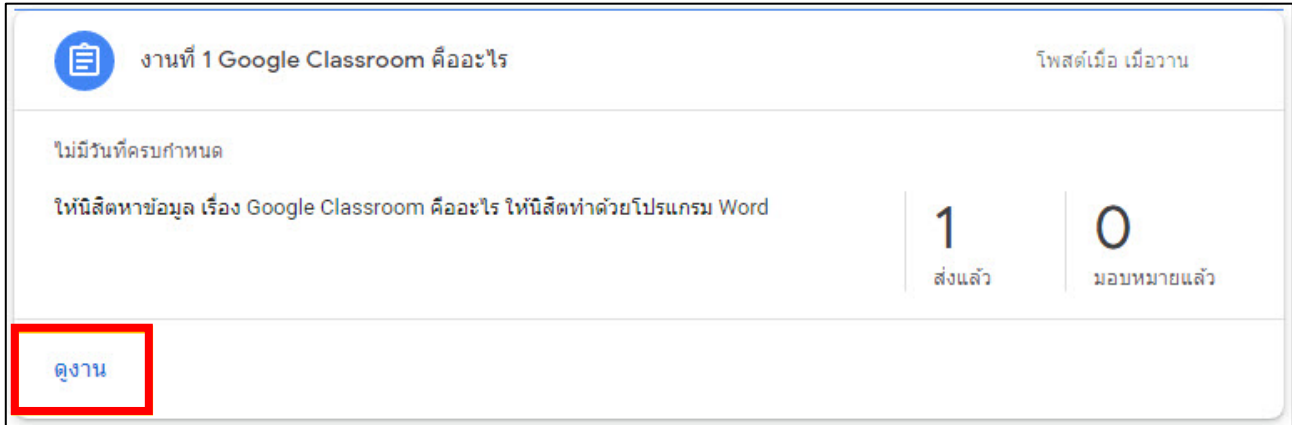 งานที่ 1 Google Classroom คืออะไร
โพสต์เมื่อ เมื่อวาน
ไม่มีวันที่ครบกำหนด
ให้นิสิตหาข้อมูล เรื่อง Google Classroom คืออะไร ให้นิสิตทำด้วยโปรแกรม Word
1
ส่งแล้ว
0
มอบหมายแล้ว
ดูงาน